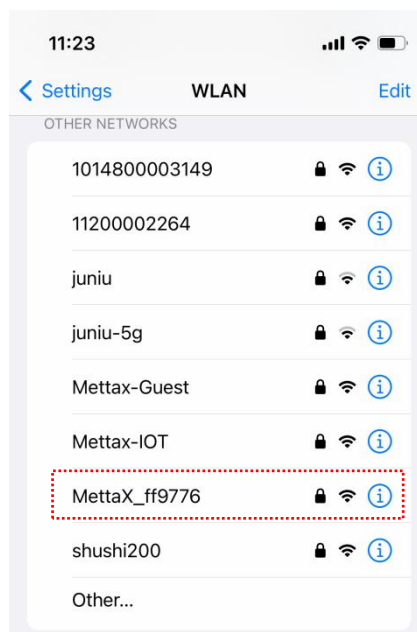 11:23
Settings WLAN Edit
OTHER NETWORKS
1014800003149
11200002264
juniu
juniu-5g
Mettax-Guest
Mettax-IOT
MettaX_ff9776
shushi200
Other...